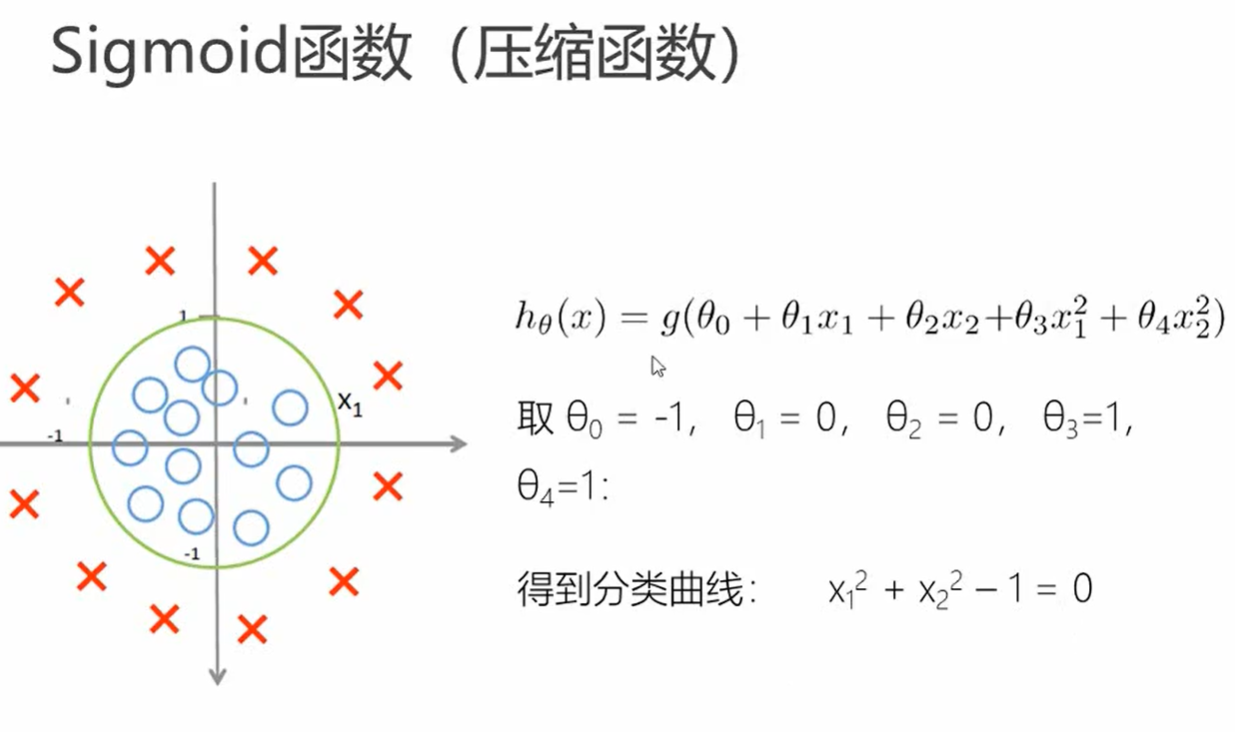 Sigmoid函数（压缩函数）
1
X₁
-1
-1
hθ(x) = g(θ₀ + θ₁x₁ + θ₂x₂+θ₃x₁² + θ₄x₂²)
取 θ₀ = -1, θ₁ = 0, θ₂ = 0, θ₃=1,
θ₄=1:
得到分类曲线： x₁² + x₂² – 1 = 0